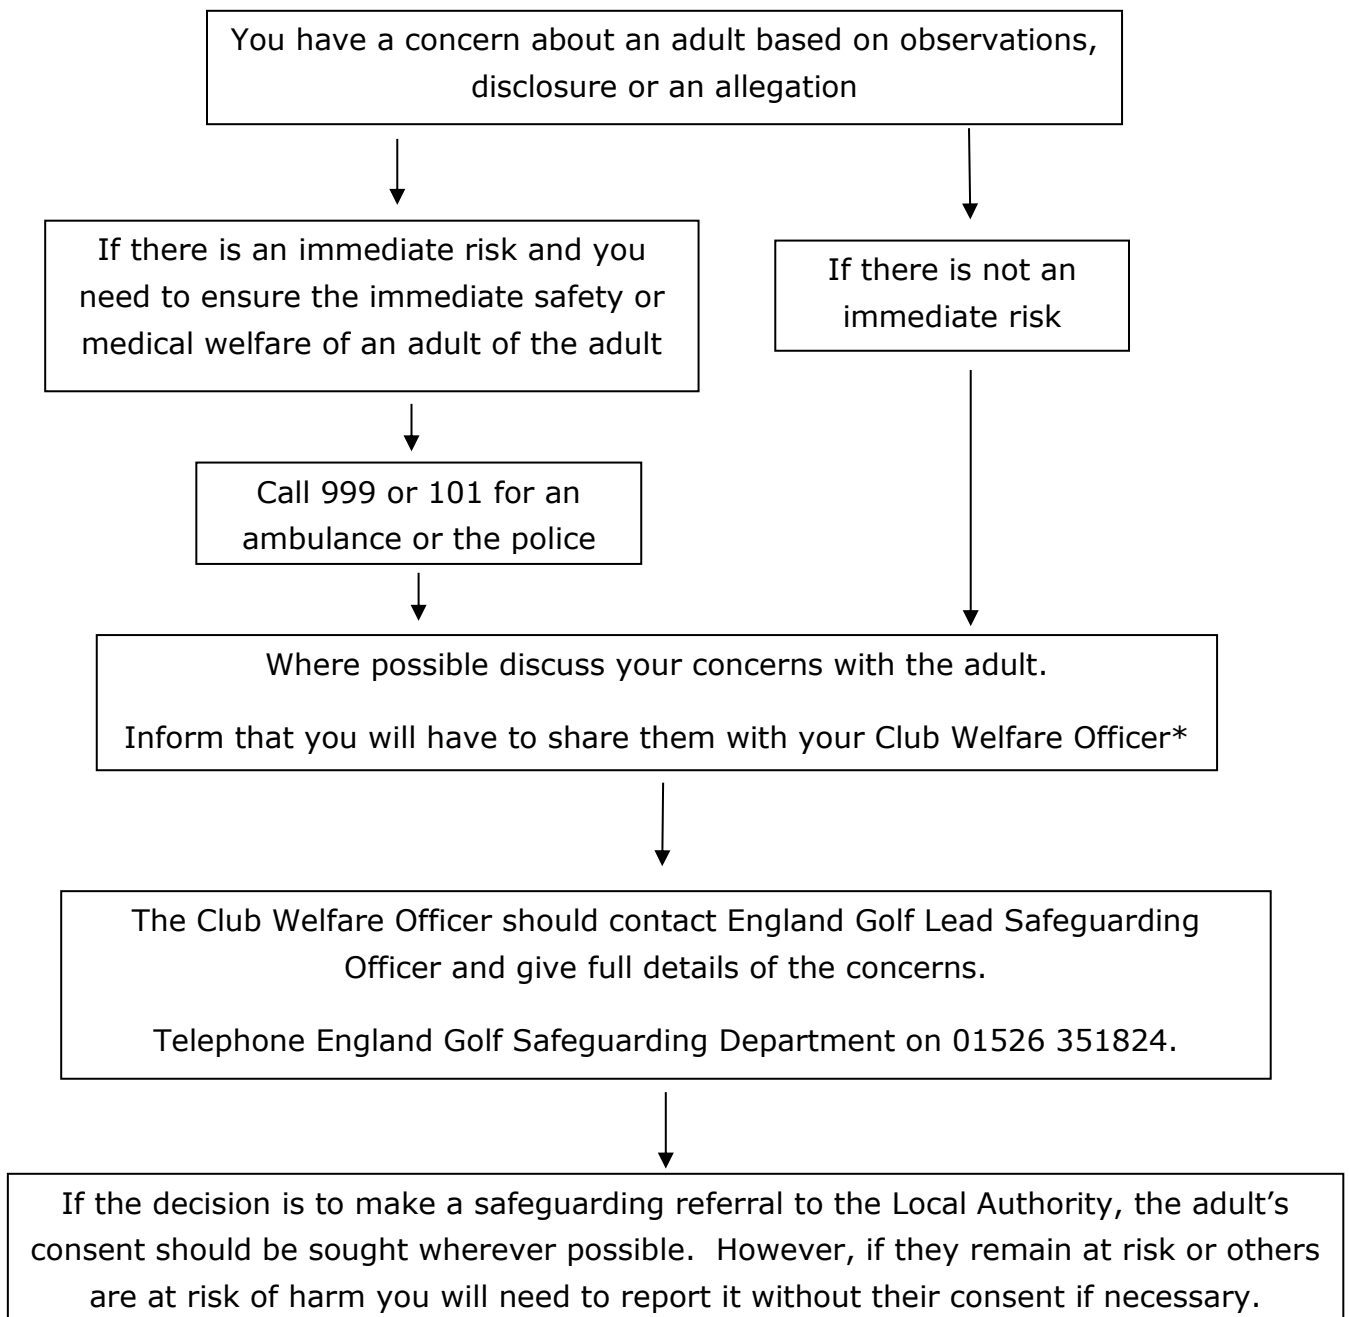 You have a concern about an adult based on observations,
disclosure or an allegation
If there is an immediate risk and you
need to ensure the immediate safety or
medical welfare of an adult of the adult
If there is not an
immediate risk
Call 999 or 101 for an
ambulance or the police
Where possible discuss your concerns with the adult.
Inform that you will have to share them with your Club Welfare Officer*
The Club Welfare Officer should contact England Golf Lead Safeguarding
Officer and give full details of the concerns.
Telephone England Golf Safeguarding Department on 01526 351824.
If the decision is to make a safeguarding referral to the Local Authority, the adult’s
consent should be sought wherever possible.  However, if they remain at risk or others
are at risk of harm you will need to report it without their consent if necessary.